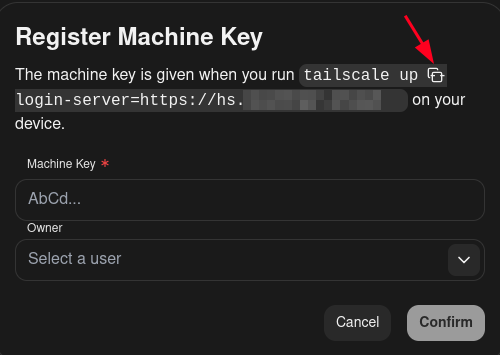 Register Machine Key
The machine key is given when you run tailscale up -
login-server=https://hs. on your
device.
Machine Key *
AbCd...
Owner
Select a user
Cancel
Confirm